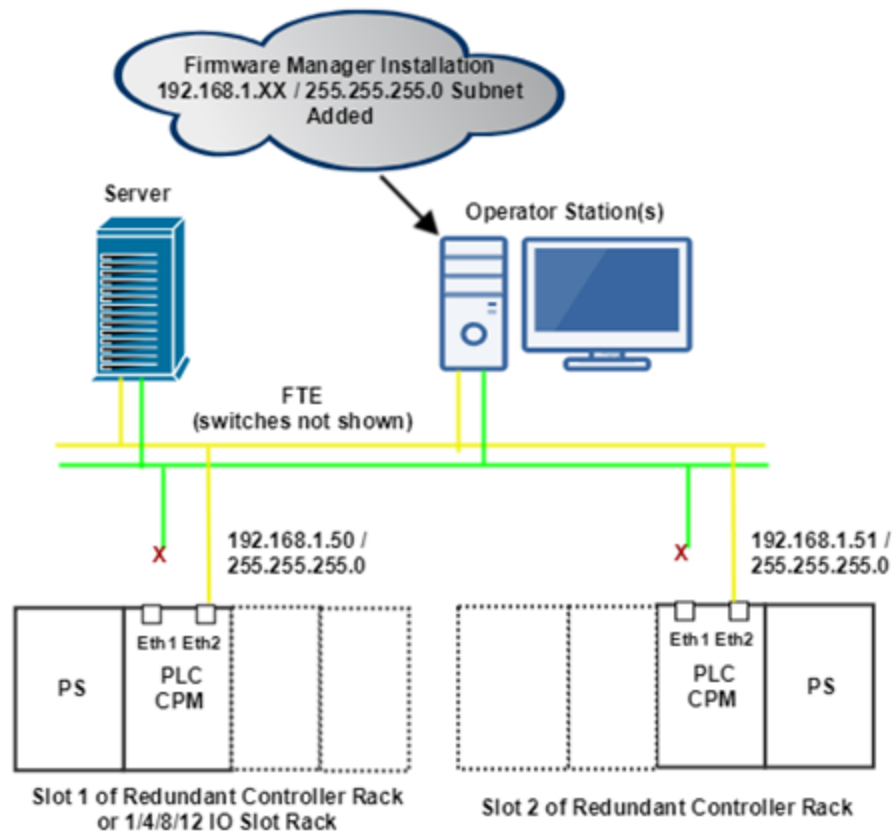 Firmware Manager Installation
192.168.1.XX / 255.255.255.0 Subnet
Added
Server
Operator Station(s)
FTE
(switches not shown)
X
192.168.1.50 /
255.255.255.0
X
192.168.1.51 /
255.255.255.0
Eth1 Eth2
PS
PLC
CPM
Eth1 Eth2
PLC
CPM
PS
Slot 1 of Redundant Controller Rack
or 1/4/8/12 IO Slot Rack
Slot 2 of Redundant Controller Rack